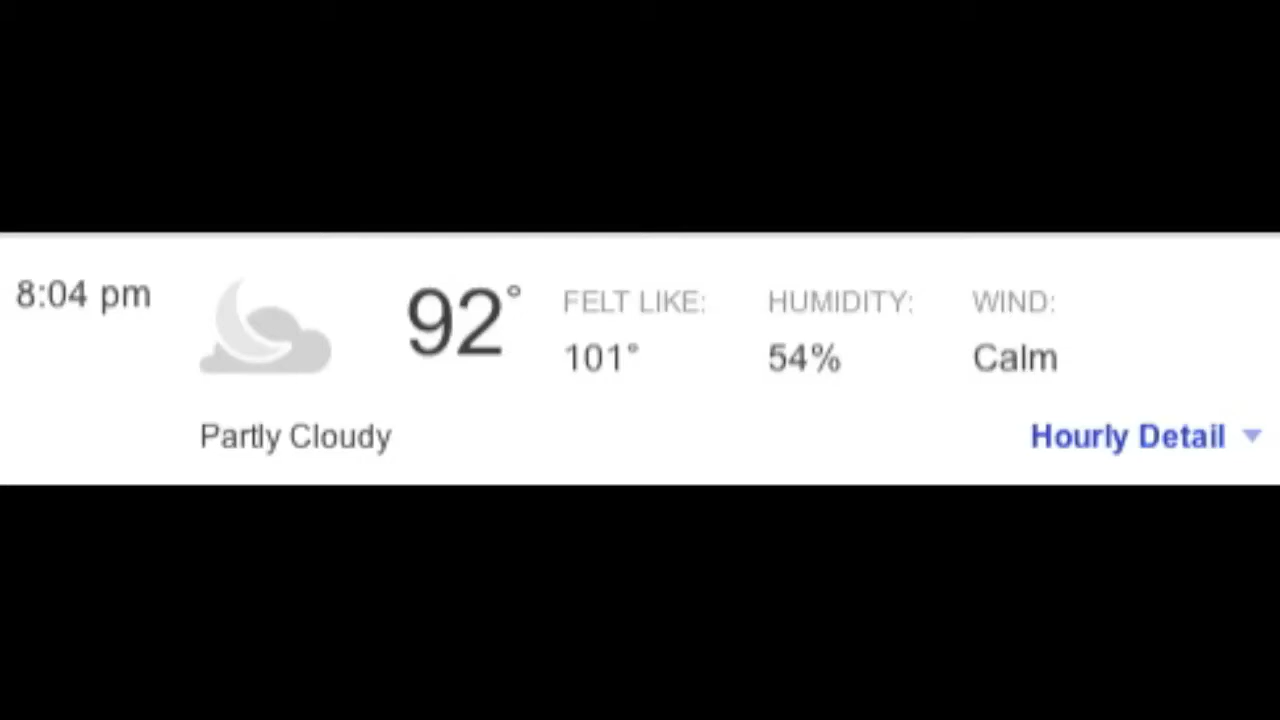 8:04 pm 92° FELT LIKE: HUMIDITY: WIND:
101° 54% Calm
Partly Cloudy Hourly Detail